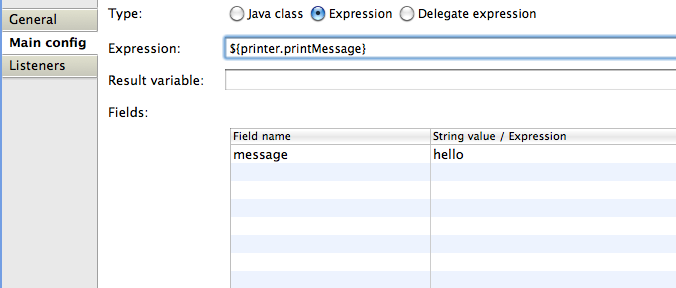 General
Main config
Listeners
Type: Java class Expression Delegate expression
Expression: ${printer.printMessage}
Result variable:
Fields:
Field name String value / Expression
message hello